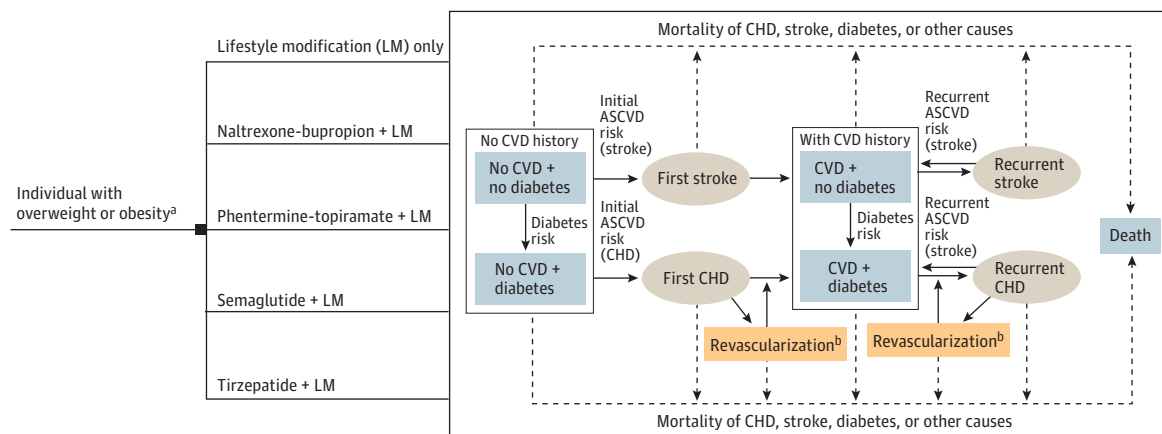 Mortality of CHD, stroke, diabetes, or other causes
Lifestyle modification (LM) only
Naltrexone-bupropion + LM
Individual with
overweight or obesityᵃ
Phentermine-topiramate + LM
Semaglutide + LM
Tirzepatide + LM
No CVD history
No CVD +
no diabetes
Diabetes
risk
No CVD +
diabetes
Initial
ASCVD
risk
(stroke)
First stroke
Initial
ASCVD
risk
(CHD)
First CHD
Revascularizationᵇ
With CVD history
CVD +
no diabetes
Diabetes
risk
CVD +
diabetes
Recurrent
ASCVD
risk
(stroke)
Recurrent
stroke
Recurrent
ASCVD
risk
(stroke)
Recurrent
CHD
Revascularizationᵇ
Death
Mortality of CHD, stroke, diabetes, or other causes